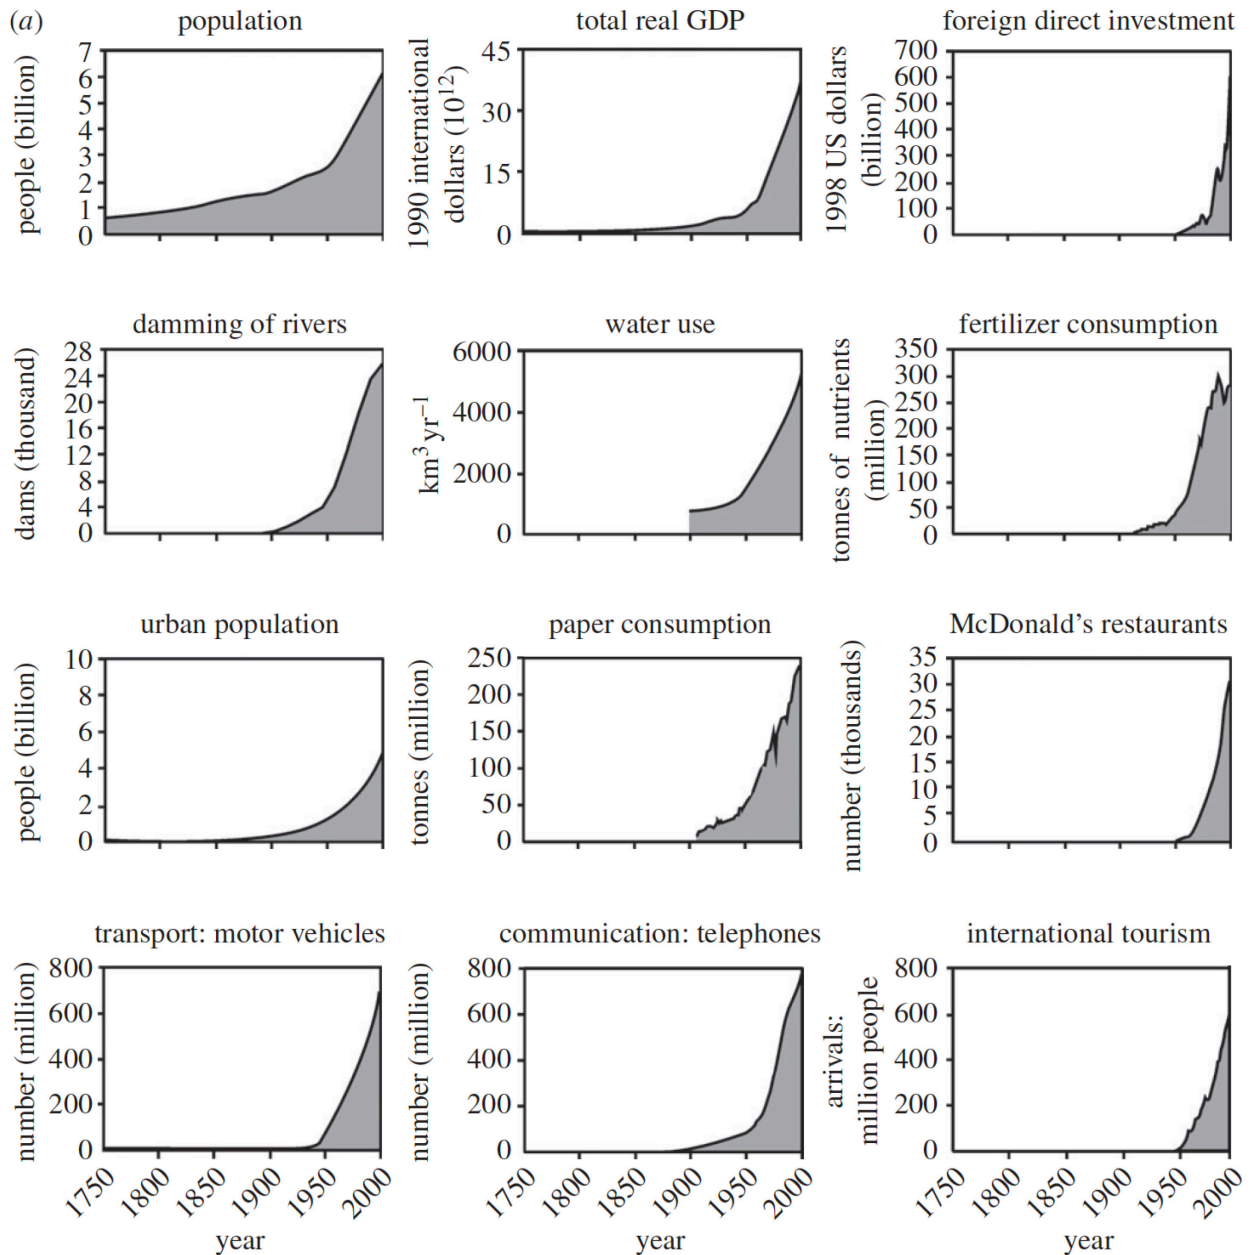 (a)
population
people (billion)
7
6
5
4
3
2
1
0
total real GDP
1990 international
dollars (10¹²)
45
30
15
0
foreign direct investment
1998 US dollars
(billion)
700
600
500
400
300
200
100
0
damming of rivers
dams (thousand)
28
24
20
16
12
8
4
0
water use
km³ yr⁻¹
6000
4000
2000
0
fertilizer consumption
tonnes of nutrients
(million)
350
300
250
200
150
100
50
0
urban population
people (billion)
10
8
6
4
2
0
paper consumption
tonnes (million)
250
200
150
100
50
0
McDonald's restaurants
number (thousands)
35
30
25
20
15
10
5
0
transport: motor vehicles
number (million)
800
600
400
200
0
1750 1800 1850 1900 1950 2000
year
communication: telephones
number (million)
800
600
400
200
0
1750 1800 1850 1900 1950 2000
year
international tourism
arrivals:
million people
800
600
400
200
0
1750 1800 1850 1900 1950 2000
year